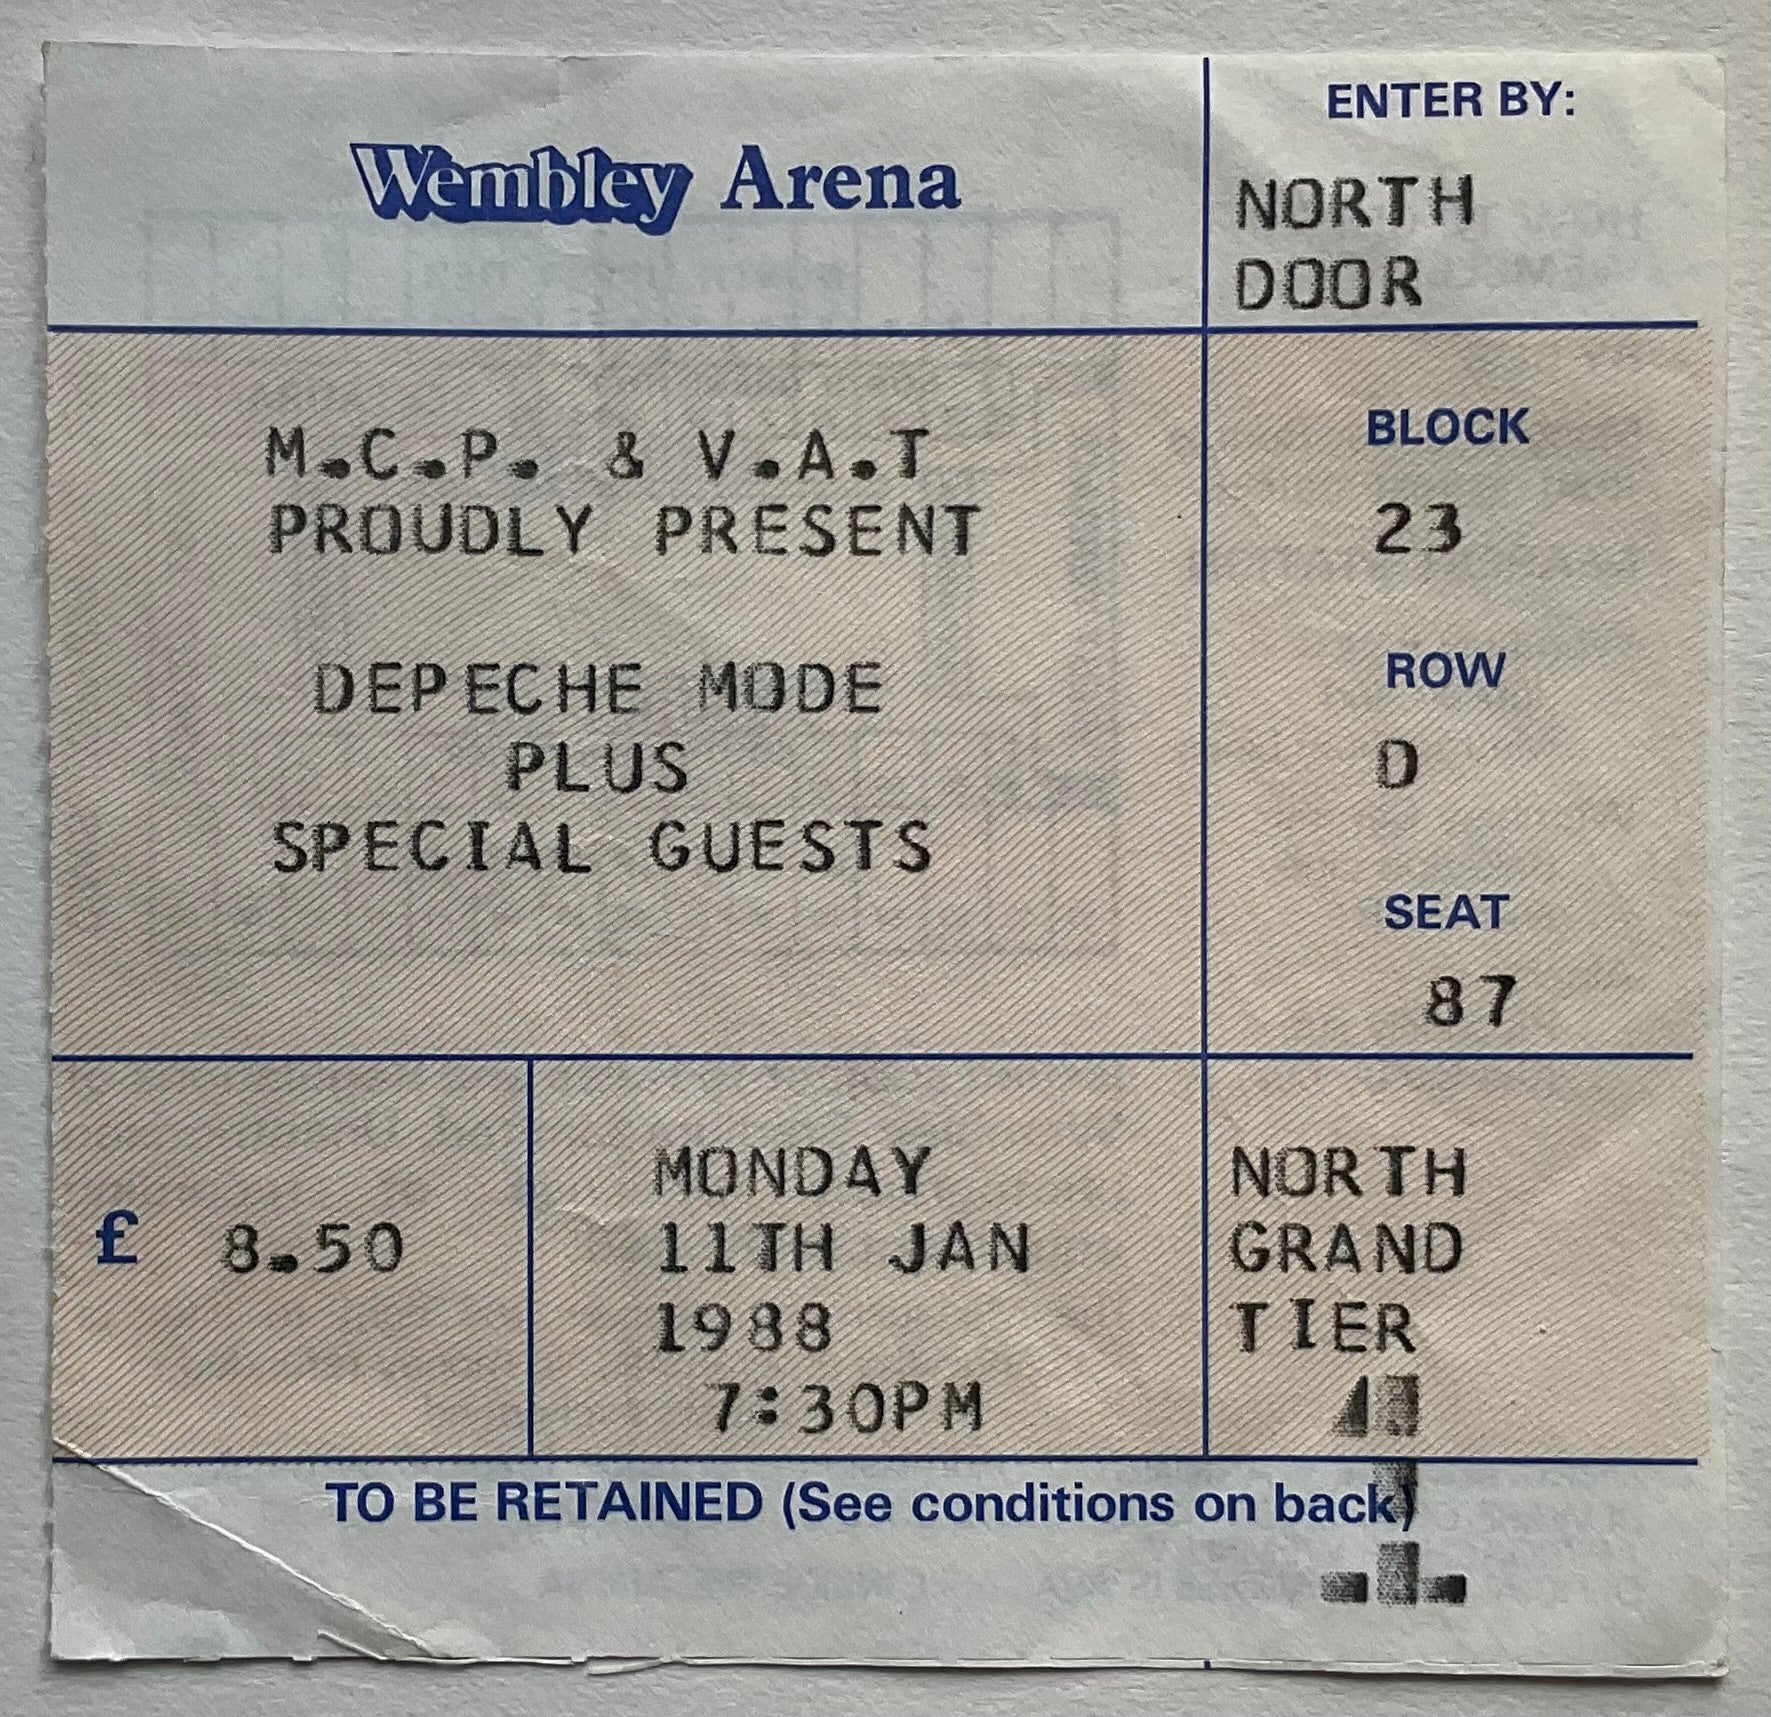 Wembley Arena
ENTER BY:
NORTH
DOOR
M.C.P. & V.A.T
PROUDLY PRESENT
DEPECHE MODE
PLUS
SPECIAL GUESTS
BLOCK
23
ROW
D
SEAT
87
£ 8.50
MONDAY
11TH JAN
1988
7:30PM
NORTH
GRAND
TIER
1
TO BE RETAINED (See conditions on back)